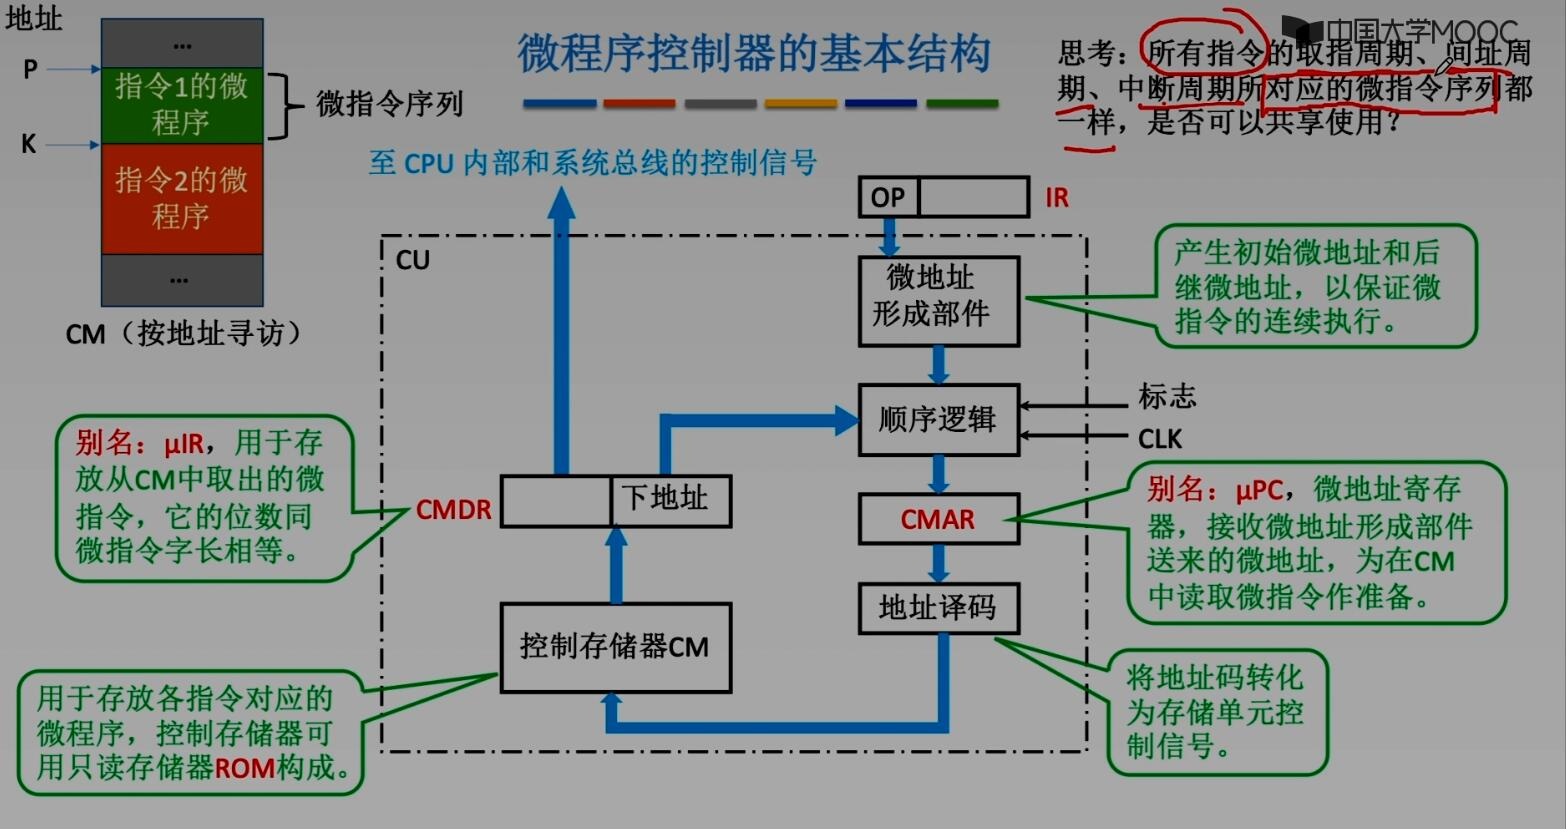 地址
中国大学MOOC
微程序控制器的基本结构
思考：所有指令的取指周期、间址周
期、中断周期所对应的微指令序列都
一样，是否可以共享使用？
...
P
指令1的微
程序
微指令序列
K
指令2的微
程序
...
CM（按地址寻访）
至 CPU 内部和系统总线的控制信号
OP
IR
CU
微地址
形成部件
产生初始微地址和后
继微地址，以保证微
指令的连续执行。
顺序逻辑
标志
CLK
别名：μIR，用于存
放从CM中取出的微
指令，它的位数同
微指令字长相等。
CMDR
下地址
CMAR
别名：μPC，微地址寄存
器，接收微地址形成部件
送来的微地址，为在CM
中读取微指令作准备。
地址译码
控制存储器CM
用于存放各指令对应的
微程序，控制存储器可
用只读存储器ROM构成。
将地址码转化
为存储单元控
制信号。